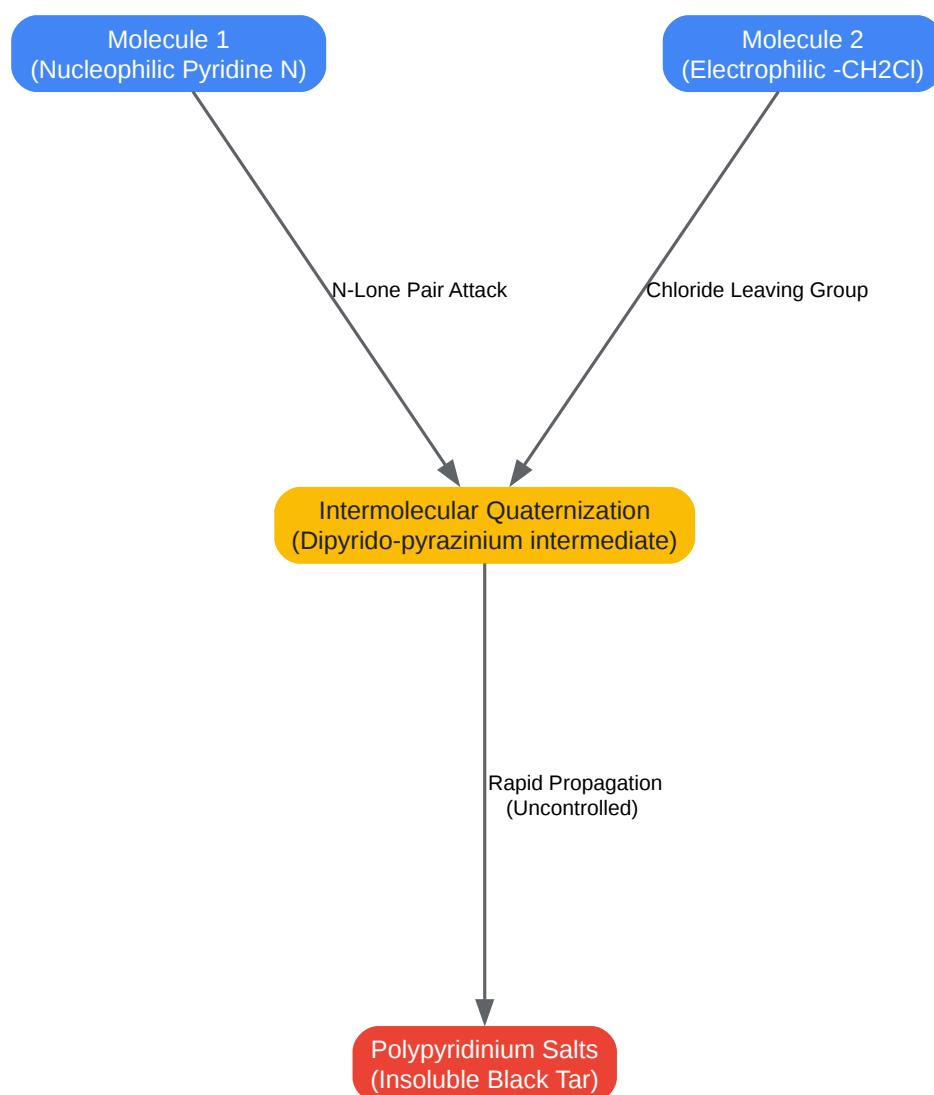 Molecule 1
(Nucleophilic Pyridine N)
Molecule 2
(Electrophilic -CH2Cl)
N-Lone Pair Attack
Chloride Leaving Group
Intermolecular Quaternization
(Dipyrido-pyrazinium intermediate)
Rapid Propagation
(Uncontrolled)
Polypyridinium Salts
(Insoluble Black Tar)